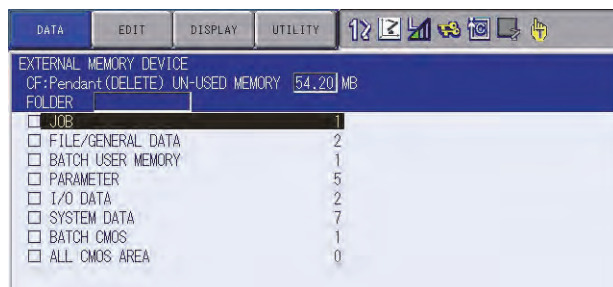 DATA EDIT DISPLAY UTILITY
EXTERNAL MEMORY DEVICE
CF:Pendant(DELETE) UN-USED MEMORY 54.20 MB
FOLDER
JOB 1
FILE/GENERAL DATA 2
BATCH USER MEMORY 1
PARAMETER 5
I/O DATA 2
SYSTEM DATA 7
BATCH CMOS 1
ALL CMOS AREA 0